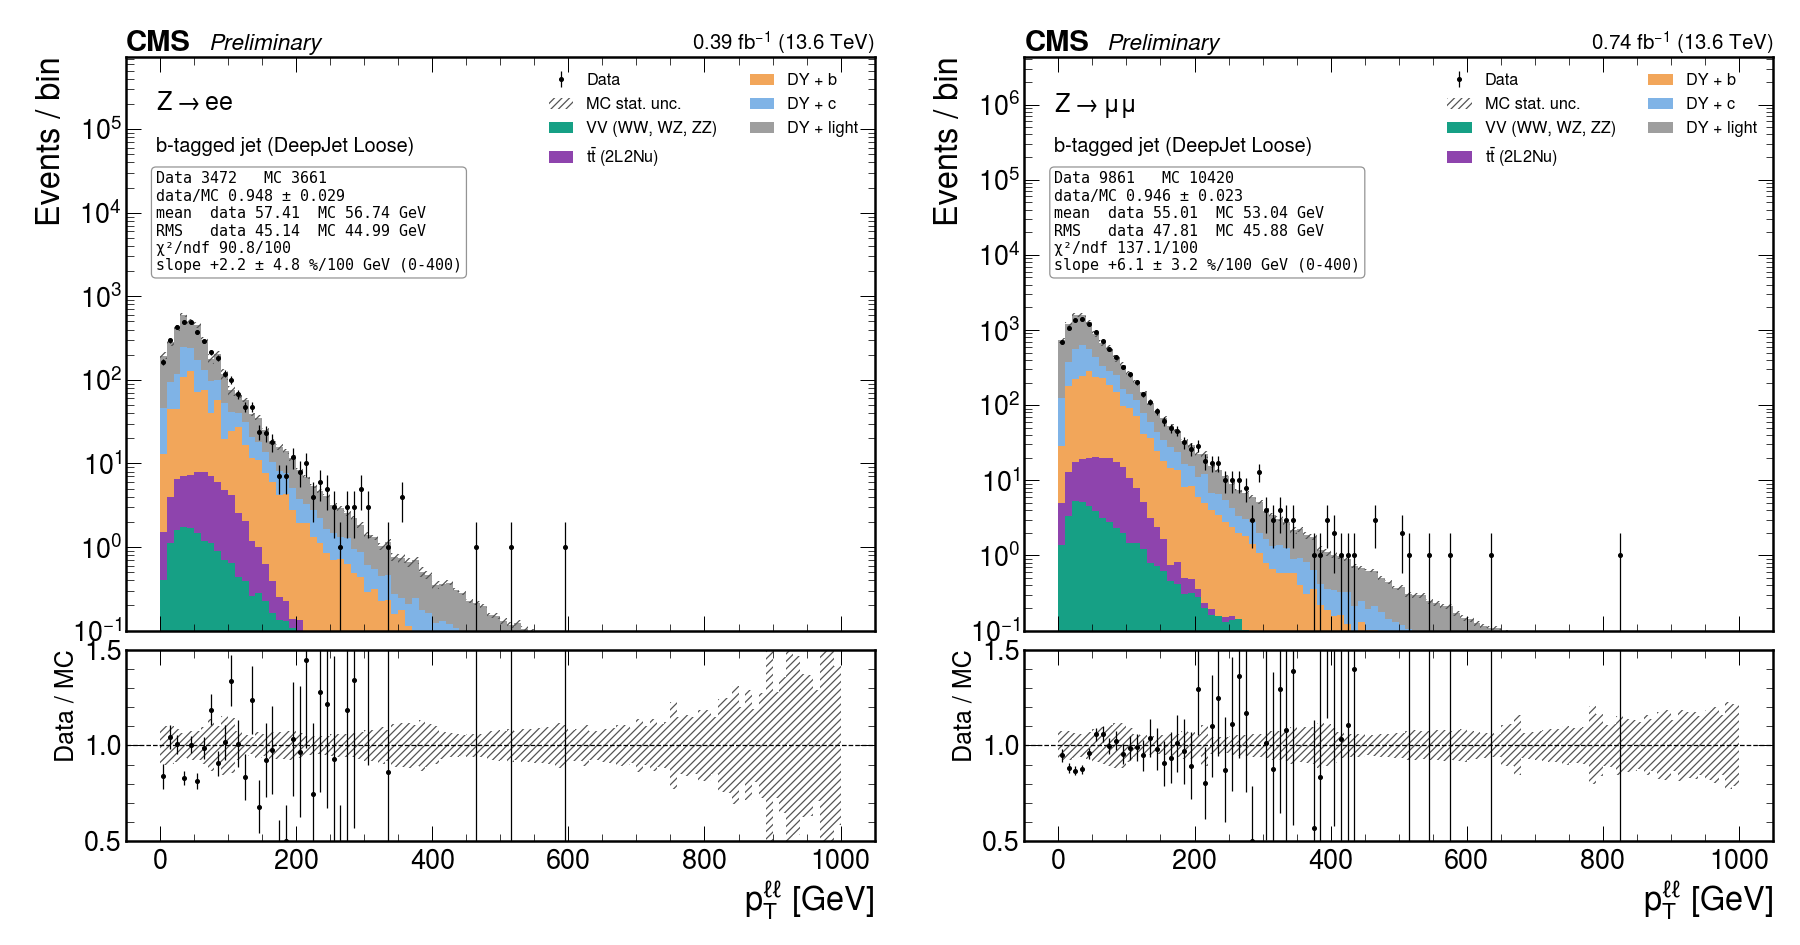 CMS Preliminary 0.39 fb⁻¹ (13.6 TeV)
Events / bin
Z → ee
b-tagged jet (DeepJet Loose)
Data 3472 MC 3661
data/MC 0.948 ± 0.029
mean data 57.41 MC 56.74 GeV
RMS data 45.14 MC 44.99 GeV
χ²/ndf 90.8/100
slope +2.2 ± 4.8 %/100 GeV (0-400)
Data
MC stat. unc.
VV (WW, WZ, ZZ)
tt̄ (2L2Nu)
DY + b
DY + c
DY + light
10⁵
10⁴
10³
10²
10¹
10⁰
10⁻¹
Data / MC
1.5
1.0
0.5
0 200 400 600 800 1000
p_T^ℓℓ [GeV]
CMS Preliminary 0.74 fb⁻¹ (13.6 TeV)
Events / bin
Z → μμ
b-tagged jet (DeepJet Loose)
Data 9861 MC 10420
data/MC 0.946 ± 0.023
mean data 55.01 MC 53.04 GeV
RMS data 47.81 MC 45.88 GeV
χ²/ndf 137.1/100
slope +6.1 ± 3.2 %/100 GeV (0-400)
Data
MC stat. unc.
VV (WW, WZ, ZZ)
tt̄ (2L2Nu)
DY + b
DY + c
DY + light
10⁶
10⁵
10⁴
10³
10²
10¹
10⁰
10⁻¹
Data / MC
1.5
1.0
0.5
0 200 400 600 800 1000
p_T^ℓℓ [GeV]